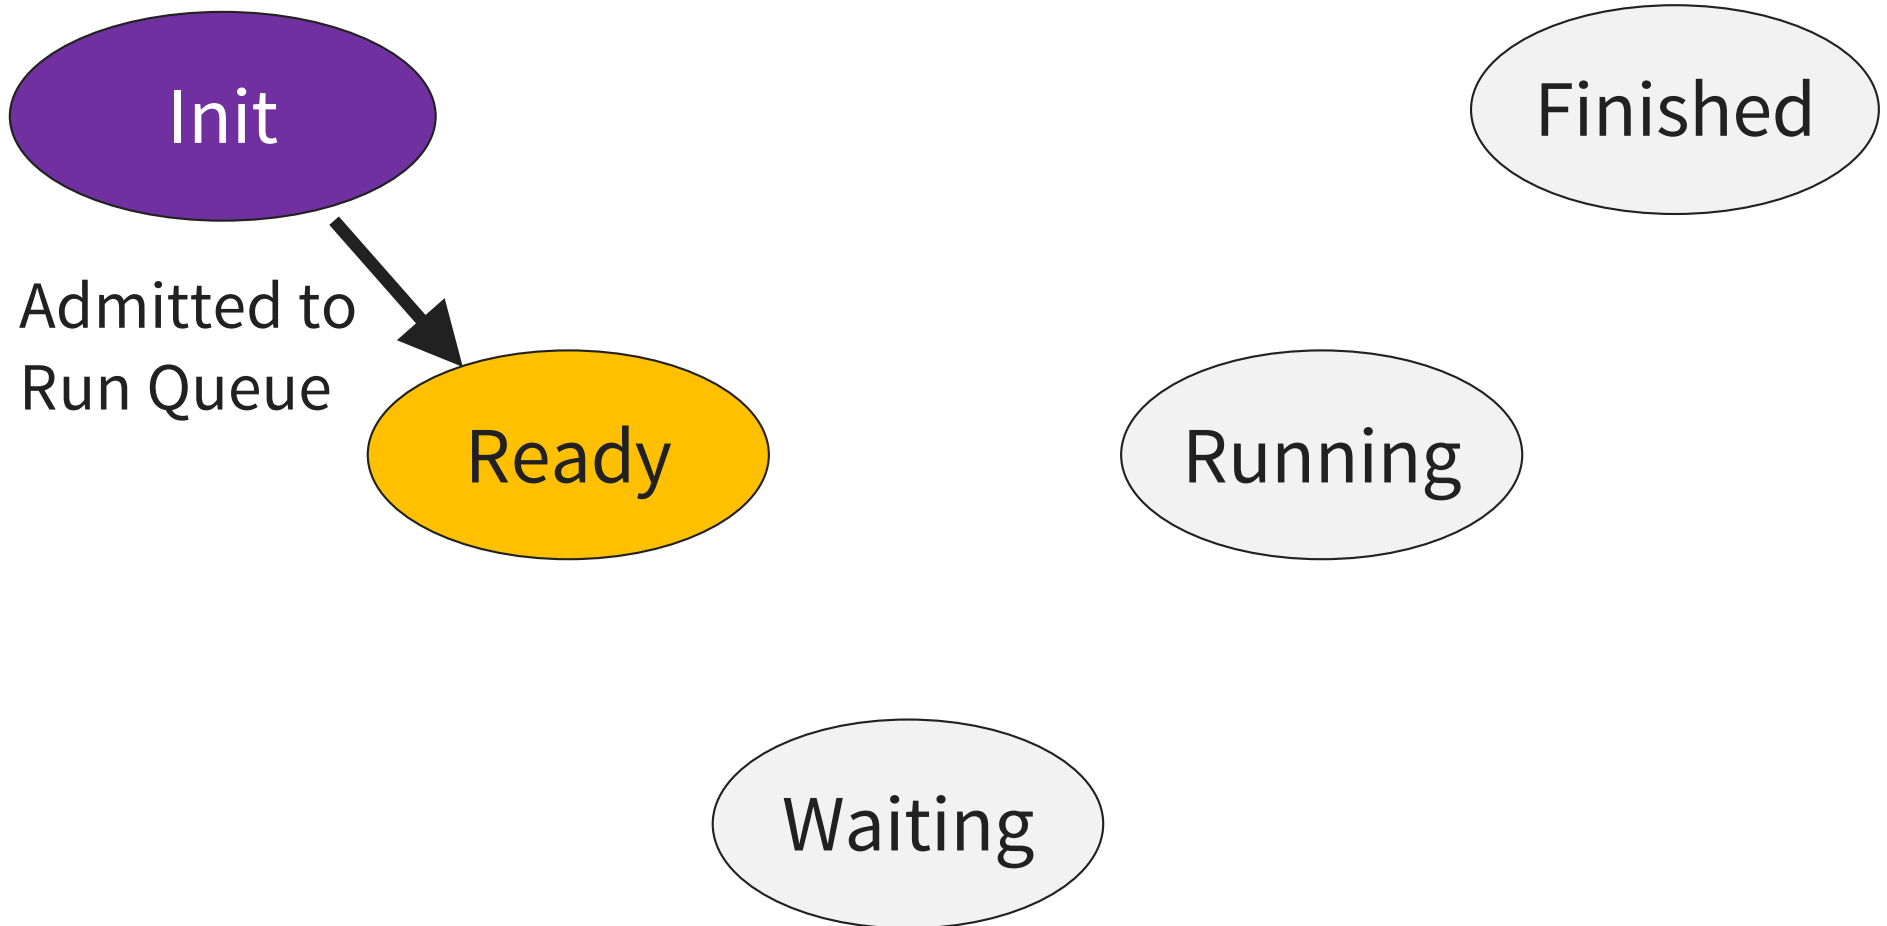 Init
Finished
Admitted to
Run Queue
Ready
Running
Waiting